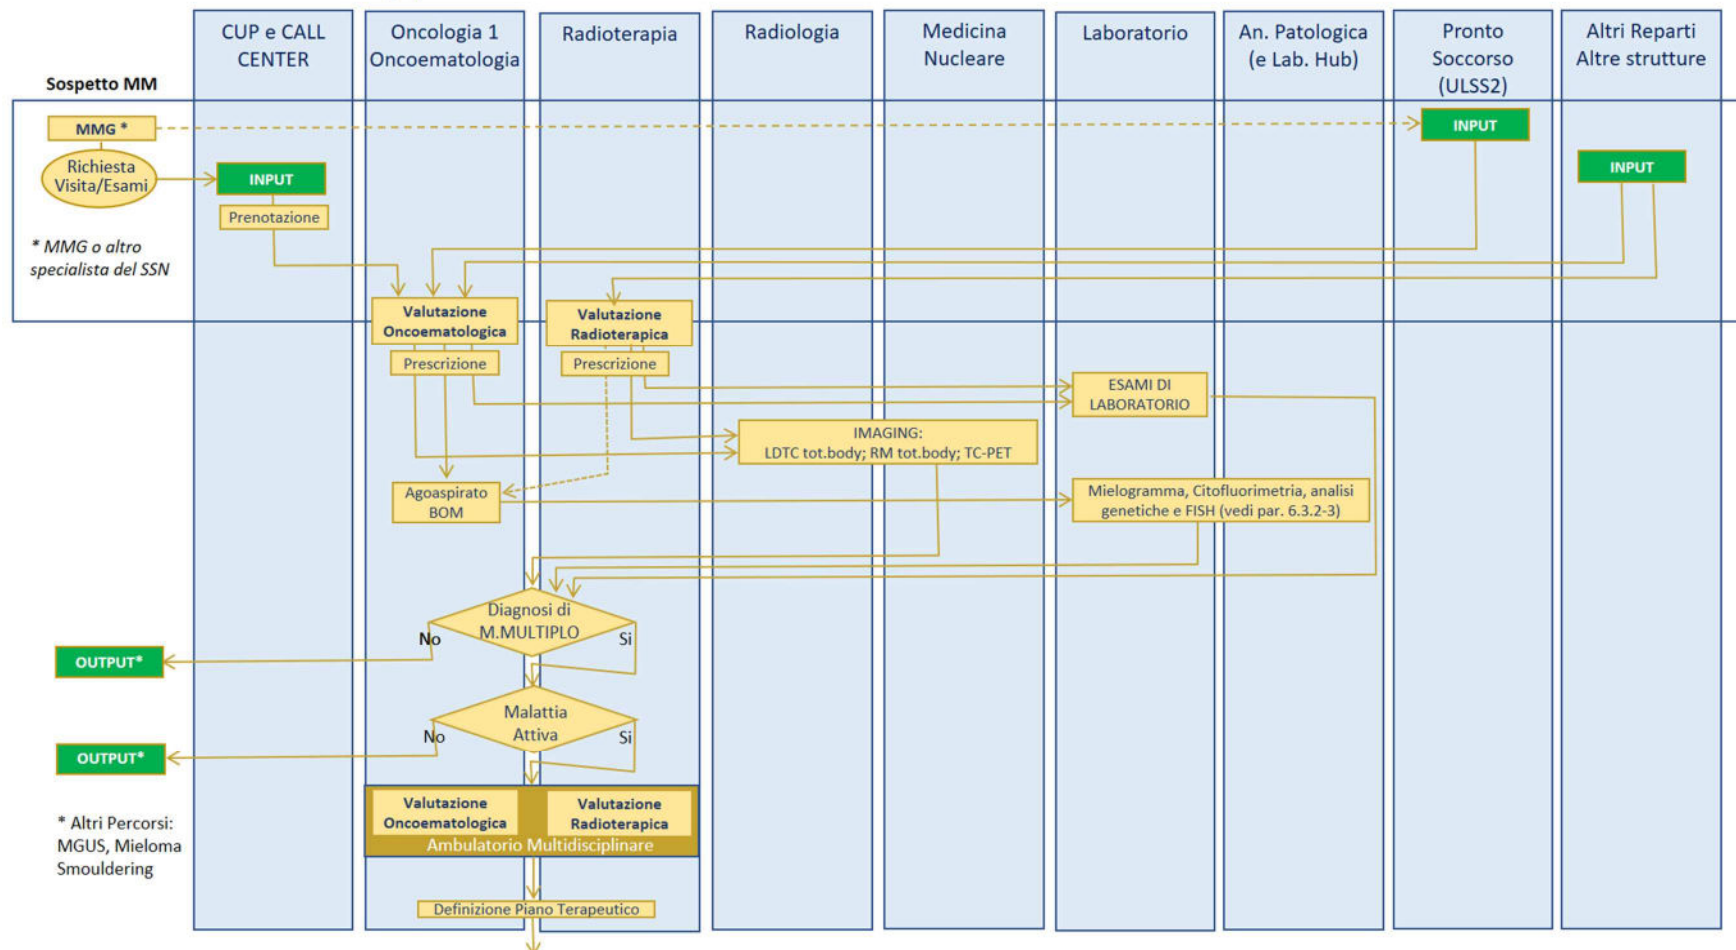 CUP e CALL
CENTER
Oncologia 1
Oncoematologia
Radioterapia
Radiologia
Medicina
Nucleare
Laboratorio
An. Patologica
(e Lab. Hub)
Pronto
Soccorso
(ULSS2)
Altri Reparti
Altre strutture
Sospetto MM
MMG *
INPUT
Richiesta
Visita/Esami
INPUT
INPUT
Prenotazione
* MMG o altro
specialista del SSN
Valutazione
Oncoematologica
Valutazione
Radioterapica
Prescrizione
Prescrizione
ESAMI DI
LABORATORIO
IMAGING:
LDTC tot.body; RM tot.body; TC-PET
Agoaspirato
BOM
Mielogramma, Citofluorimetria, analisi
genetiche e FISH (vedi par. 6.3.2-3)
Diagnosi di
M.MULTIPLO
No
Si
OUTPUT*
Malattia
Attiva
No
Si
OUTPUT*
Valutazione
Oncoematologica
Valutazione
Radioterapica
Ambulatorio Multidisciplinare
* Altri Percorsi:
MGUS, Mieloma
Smouldering
Definizione Piano Terapeutico